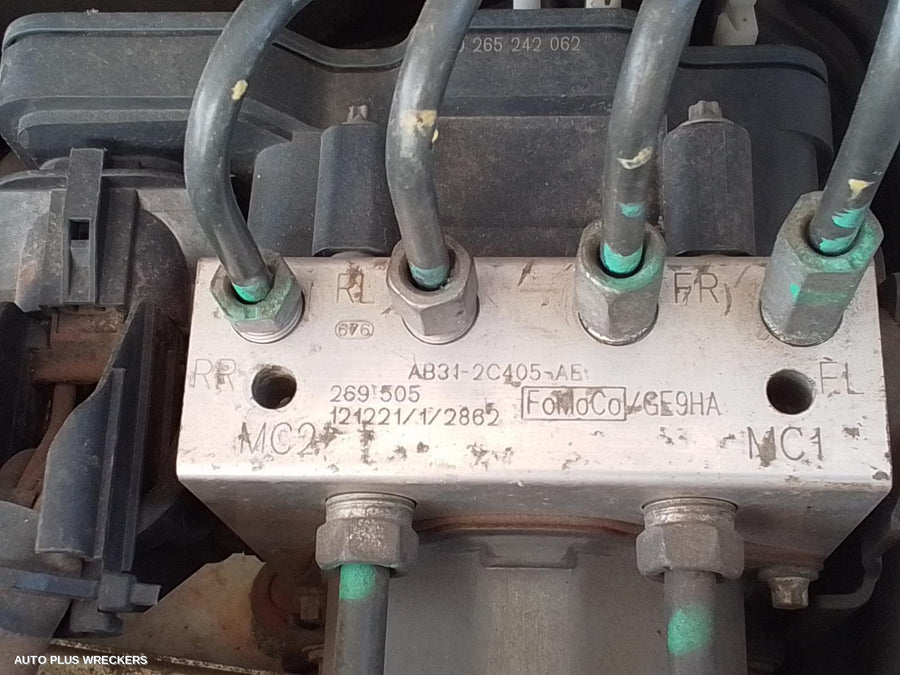 265 242 062
RL
FR
676
RR
FL
AB31-2C405-AE
269 505
FoMoCo /GE9HA
121221/1/2862
MC2
MC1
AUTO PLUS WRECKERS